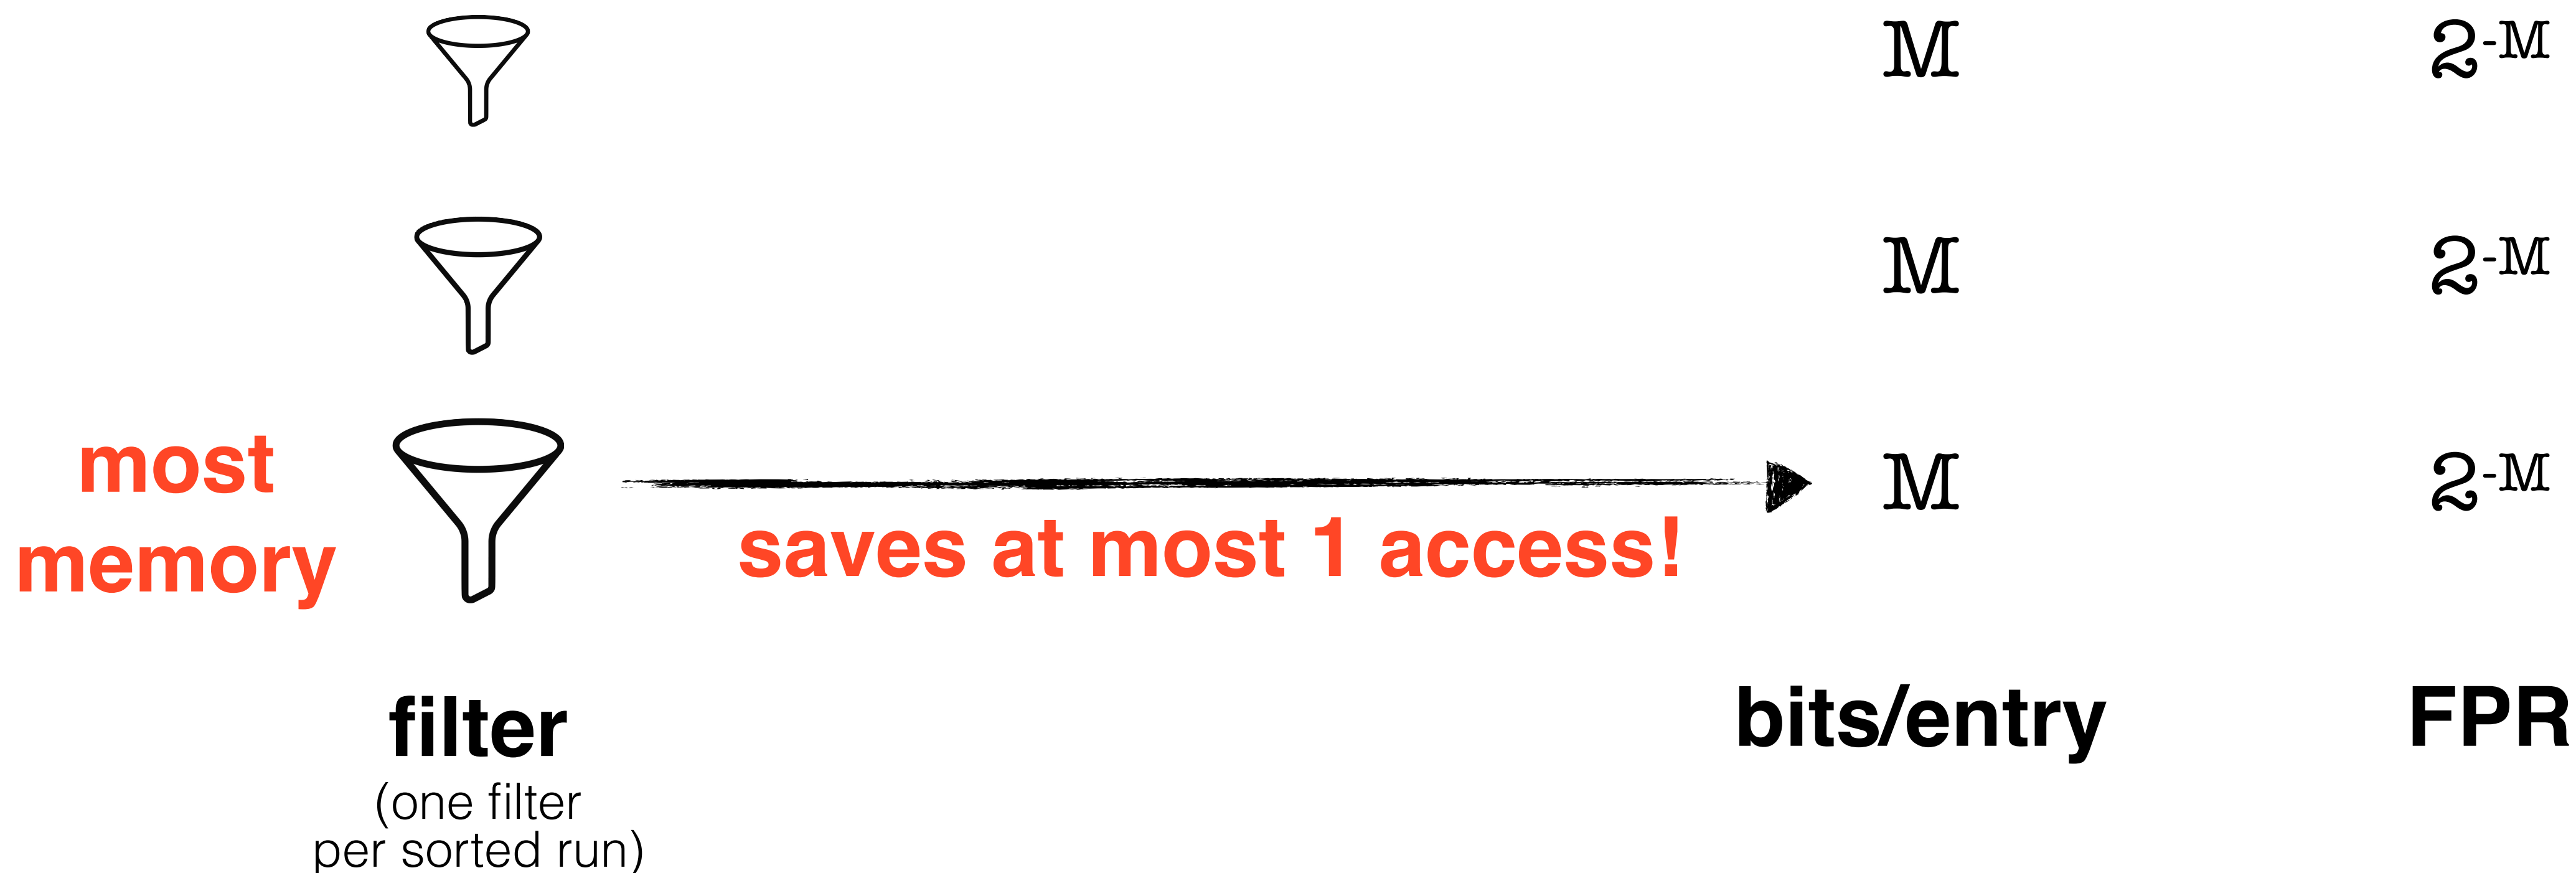 M 2-M
M 2-M
most
memory
M 2-M
saves at most 1 access!
filter
(one filter
per sorted run)
bits/entry
FPR